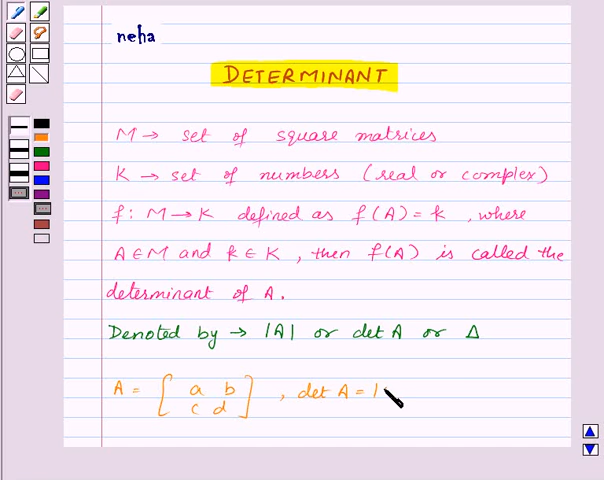 neha
DETERMINANT
M → set of square matrices
K → set of numbers (real or complex)
f: M → K defined as f(A) = k, where
A ∈ M and k ∈ K, then f(A) is called the
determinant of A.
Denoted by → |A| or det A or Δ
A = [ a b , det A = |
c d ]